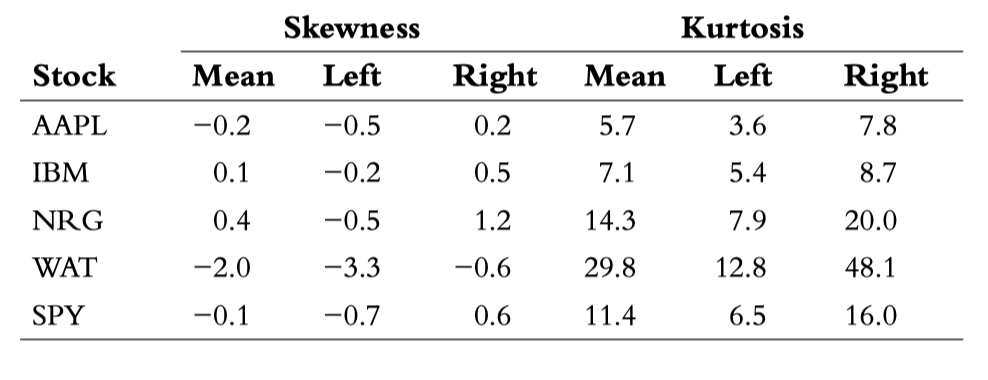 Skewness Kurtosis
Stock Mean Left Right Mean Left Right
AAPL −0.2 −0.5 0.2 5.7 3.6 7.8
IBM 0.1 −0.2 0.5 7.1 5.4 8.7
NRG 0.4 −0.5 1.2 14.3 7.9 20.0
WAT −2.0 −3.3 −0.6 29.8 12.8 48.1
SPY −0.1 −0.7 0.6 11.4 6.5 16.0